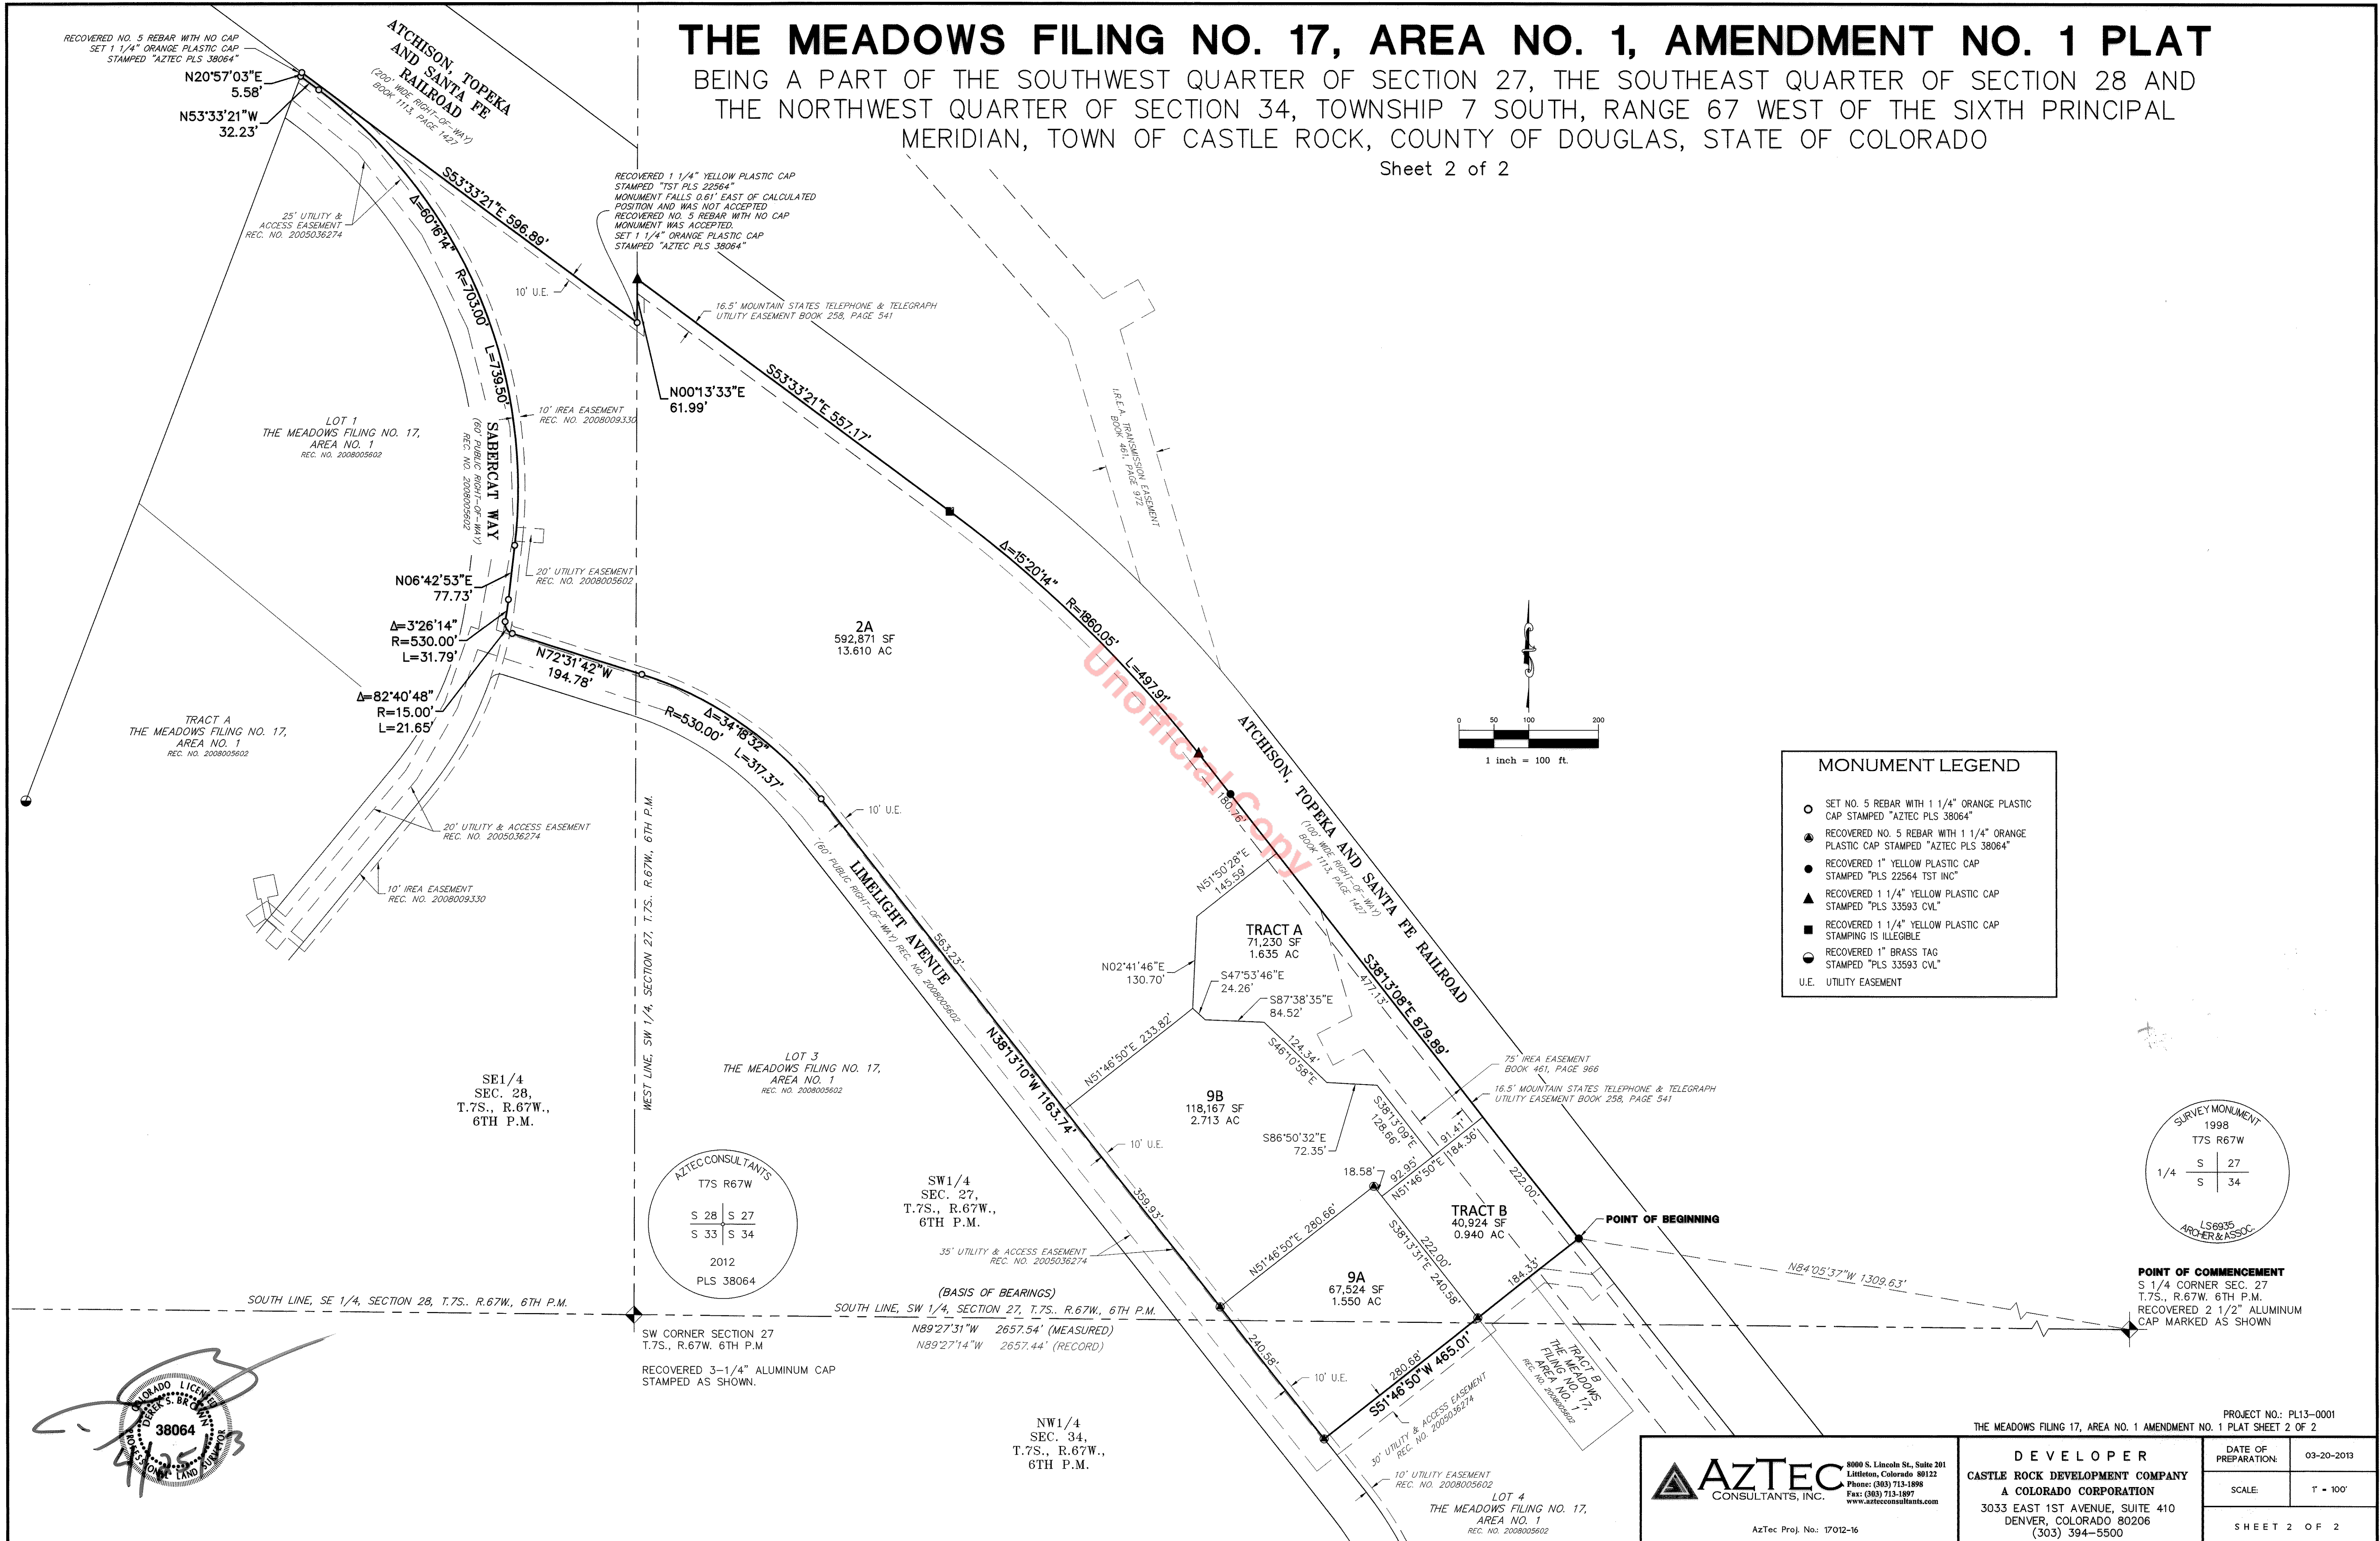 THE MEADOWS FILING NO. 17, AREA NO. 1, AMENDMENT NO. 1 PLAT
BEING A PART OF THE SOUTHWEST QUARTER OF SECTION 27, THE SOUTHEAST QUARTER OF SECTION 28 AND
THE NORTHWEST QUARTER OF SECTION 34, TOWNSHIP 7 SOUTH, RANGE 67 WEST OF THE SIXTH PRINCIPAL
MERIDIAN, TOWN OF CASTLE ROCK, COUNTY OF DOUGLAS, STATE OF COLORADO
Sheet 2 of 2
RECOVERED NO. 5 REBAR WITH NO CAP
SET 1 1/4" ORANGE PLASTIC CAP
STAMPED "AZTEC PLS 38064"
N20°57'03"E
5.58'
N53°33'21"W
32.23'
ATCHISON, TOPEKA
AND SANTA FE
RAILROAD
(200' WIDE RIGHT-OF-WAY)
BOOK 1113, PAGE 1427
S53°33'21"E 596.89'
25' UTILITY &
ACCESS EASEMENT
REC. NO. 2005036274
Δ=60°16'14"
R=703.00'
L=739.50'
10' U.E.
RECOVERED 1 1/4" YELLOW PLASTIC CAP
STAMPED "TST PLS 22564"
MONUMENT FALLS 0.61' EAST OF CALCULATED
POSITION AND WAS NOT ACCEPTED
RECOVERED NO. 5 REBAR WITH NO CAP
MONUMENT WAS ACCEPTED.
SET 1 1/4" ORANGE PLASTIC CAP
STAMPED "AZTEC PLS 38064"
16.5' MOUNTAIN STATES TELEPHONE & TELEGRAPH
UTILITY EASEMENT BOOK 258, PAGE 541
S53°33'21"E 557.17'
N00°13'33"E
61.99'
I.R.E.A. TRANSMISSION EASEMENT
BOOK 461, PAGE 972
LOT 1
THE MEADOWS FILING NO. 17,
AREA NO. 1
REC. NO. 2008005602
SABERCAT WAY
(60' PUBLIC RIGHT-OF-WAY)
REC. NO. 2008005602
10' IREA EASEMENT
REC. NO. 2008009330
20' UTILITY EASEMENT
REC. NO. 2008005602
N06°42'53"E
77.73'
Δ=3°26'14"
R=530.00'
L=31.79'
Δ=82°40'48"
R=15.00'
L=21.65'
N72°31'42"W
194.78'
Δ=34°18'32"
R=530.00'
L=317.37'
2A
592,871 SF
13.610 AC
Δ=15°20'14"
R=1860.05'
L=497.91'
Unofficial Copy
TRACT A
THE MEADOWS FILING NO. 17,
AREA NO. 1
REC. NO. 2008005602
20' UTILITY & ACCESS EASEMENT
REC. NO. 2005036274
10' IREA EASEMENT
REC. NO. 2008009330
10' U.E.
LIMELIGHT AVENUE
(60' PUBLIC RIGHT-OF-WAY) REC. NO. 2008005602
563.23'
N38°13'10"W 1163.74'
WEST LINE, SW 1/4, SECTION 27, T.7S.. R.67W., 6TH P.M.
ATCHISON, TOPEKA AND SANTA FE RAILROAD
(100' WIDE RIGHT-OF-WAY)
BOOK 1113, PAGE 1427
180.76'
N51°50'28"E
145.59'
TRACT A
71,230 SF
1.635 AC
N02°41'46"E
130.70'
S47°53'46"E
24.26'
S87°38'35"E
84.52'
S38°13'08"E 879.89'
477.13'
N51°46'50"E 233.82'
124.34'
S46°10'58"E
75' IREA EASEMENT
BOOK 461, PAGE 966
16.5' MOUNTAIN STATES TELEPHONE & TELEGRAPH
UTILITY EASEMENT BOOK 258, PAGE 541
9B
118,167 SF
2.713 AC
S86°50'32"E
72.35'
S38°13'09"E
128.66'
91.41'
92.95'
N51°46'50"E 184.36'
18.58'
10' U.E.
359.93'
N51°46'50"E 280.66'
TRACT B
40,924 SF
0.940 AC
222.00'
222.00'
S38°13'31"E 240.58'
POINT OF BEGINNING
9A
67,524 SF
1.550 AC
184.33'
N84°05'37"W 1309.63'
280.68'
S51°46'50"W 465.01'
240.58'
10' U.E.
30' UTILITY & ACCESS EASEMENT
REC. NO. 2005036274
TRACT B
THE MEADOWS
FILING NO. 17,
AREA NO. 1
REC. NO. 2008005602
10' UTILITY EASEMENT
REC. NO. 2008005602
LOT 4
THE MEADOWS FILING NO. 17,
AREA NO. 1
REC. NO. 2008005602
0 50 100 200
1 inch = 100 ft.
MONUMENT LEGEND
SET NO. 5 REBAR WITH 1 1/4" ORANGE PLASTIC
CAP STAMPED "AZTEC PLS 38064"
RECOVERED NO. 5 REBAR WITH 1 1/4" ORANGE
PLASTIC CAP STAMPED "AZTEC PLS 38064"
RECOVERED 1" YELLOW PLASTIC CAP
STAMPED "PLS 22564 TST INC"
RECOVERED 1 1/4" YELLOW PLASTIC CAP
STAMPED "PLS 33593 CVL"
RECOVERED 1 1/4" YELLOW PLASTIC CAP
STAMPING IS ILLEGIBLE
RECOVERED 1" BRASS TAG
STAMPED "PLS 33593 CVL"
U.E. UTILITY EASEMENT
LOT 3
THE MEADOWS FILING NO. 17,
AREA NO. 1
REC. NO. 2008005602
SE1/4
SEC. 28,
T.7S., R.67W.,
6TH P.M.
SW1/4
SEC. 27,
T.7S., R.67W.,
6TH P.M.
NW1/4
SEC. 34,
T.7S., R.67W.,
6TH P.M.
AZTEC CONSULTANTS
T7S R67W
S 28 S 27
S 33 S 34
2012
PLS 38064
35' UTILITY & ACCESS EASEMENT
REC. NO. 2005036274
(BASIS OF BEARINGS)
SOUTH LINE, SE 1/4, SECTION 28, T.7S.. R.67W., 6TH P.M.
SOUTH LINE, SW 1/4, SECTION 27, T.7S.. R.67W., 6TH P.M.
N89°27'31"W 2657.54' (MEASURED)
N89°27'14"W 2657.44' (RECORD)
SW CORNER SECTION 27
T.7S., R.67W. 6TH P.M
RECOVERED 3-1/4" ALUMINUM CAP
STAMPED AS SHOWN.
SURVEY MONUMENT
1998
T7S R67W
1/4 S 27
S 34
LS6935
ARCHER & ASSOC.
POINT OF COMMENCEMENT
S 1/4 CORNER SEC. 27
T.7S., R.67W. 6TH P.M.
RECOVERED 2 1/2" ALUMINUM
CAP MARKED AS SHOWN
COLORADO LICENSED
DEREK S. BROWN
38064
PROFESSIONAL LAND SURVEYOR
PROJECT NO.: PL13-0001
THE MEADOWS FILING 17, AREA NO. 1 AMENDMENT NO. 1 PLAT SHEET 2 OF 2
AZTEC
CONSULTANTS, INC.
8000 S. Lincoln St., Suite 201
Littleton, Colorado 80122
Phone: (303) 713-1898
Fax: (303) 713-1897
www.aztecconsultants.com
AzTec Proj. No.: 17012-16
DEVELOPER
CASTLE ROCK DEVELOPMENT COMPANY
A COLORADO CORPORATION
3033 EAST 1ST AVENUE, SUITE 410
DENVER, COLORADO 80206
(303) 394-5500
DATE OF
PREPARATION: 03-20-2013
SCALE: 1" = 100'
SHEET 2 OF 2